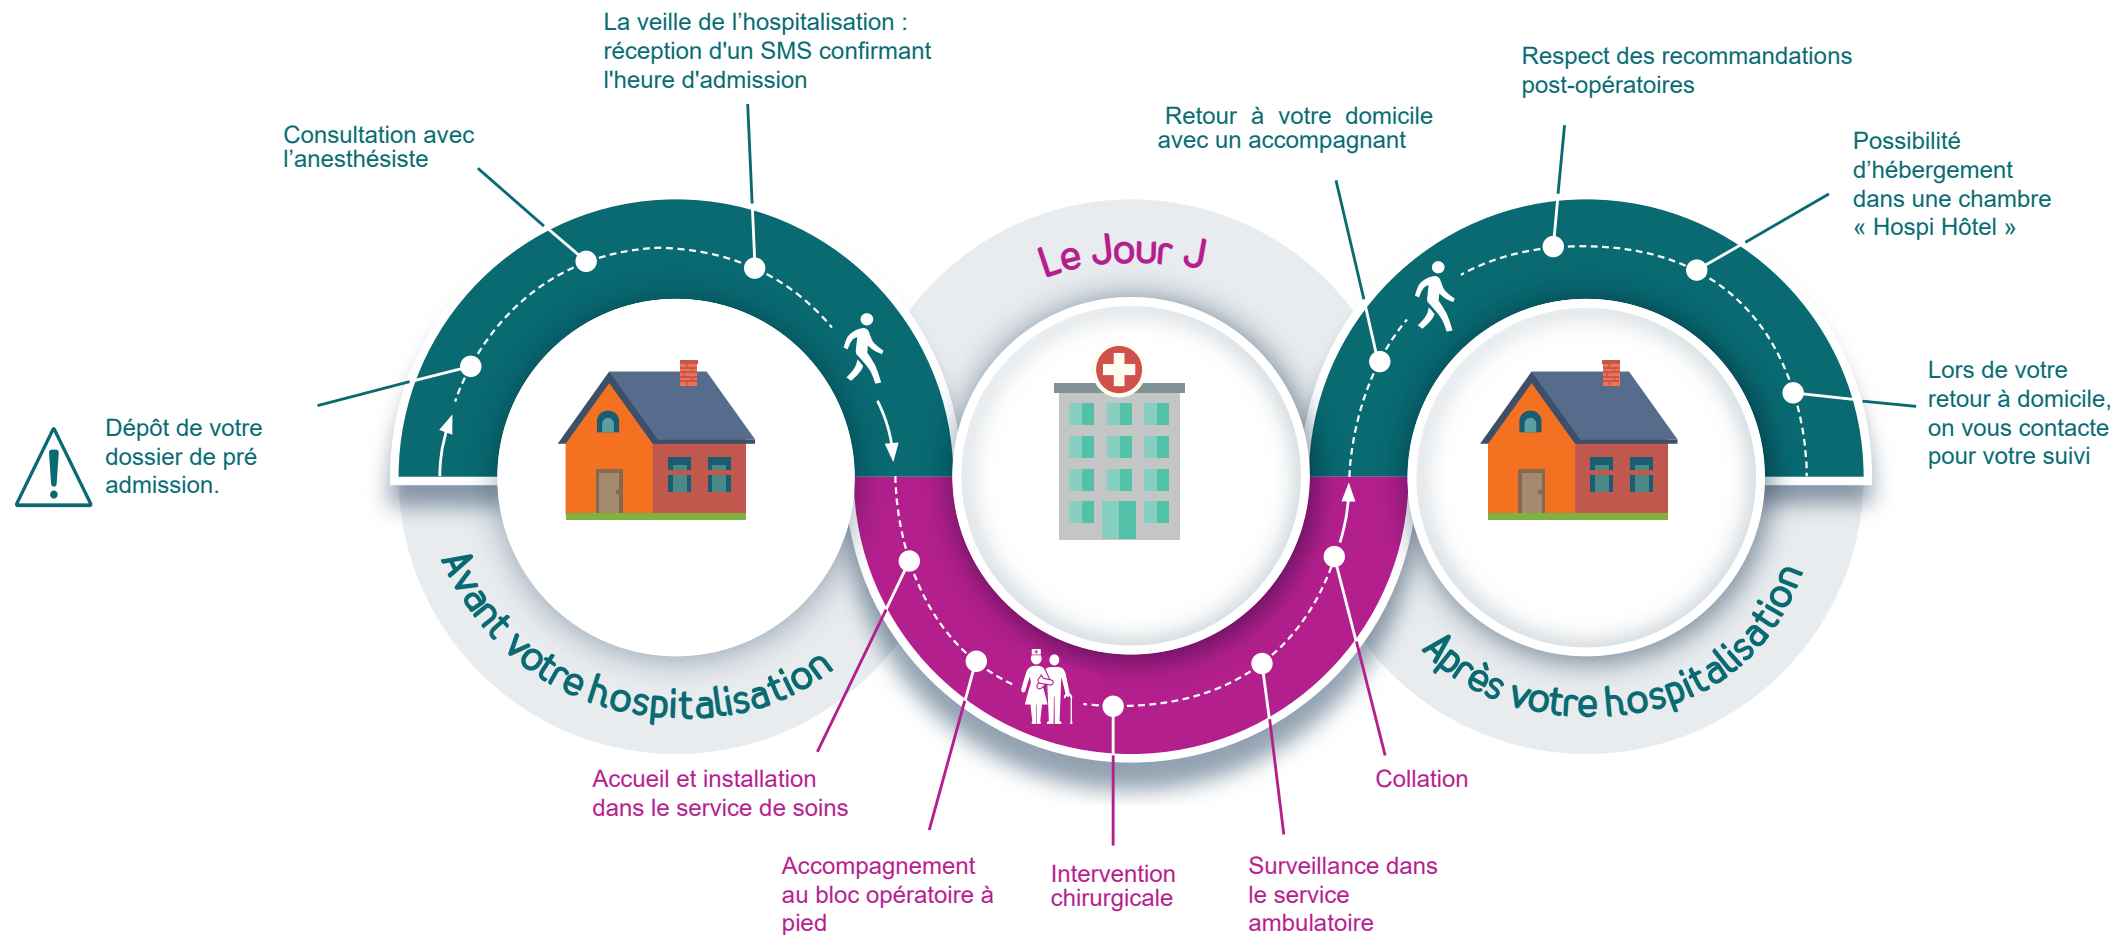 La veille de l’hospitalisation :
réception d'un SMS confirmant
l'heure d'admission
Consultation avec
l’anesthésiste
Dépôt de votre
dossier de pré
admission.
Avant votre hospitalisation
Le Jour J
Accueil et installation
dans le service de soins
Accompagnement
au bloc opératoire à
pied
Intervention
chirurgicale
Surveillance dans
le service
ambulatoire
Collation
Retour à votre domicile
avec un accompagnant
Respect des recommandations
post-opératoires
Possibilité
d’hébergement
dans une chambre
« Hospi Hôtel »
Lors de votre
retour à domicile,
on vous contacte
pour votre suivi
Après votre hospitalisation